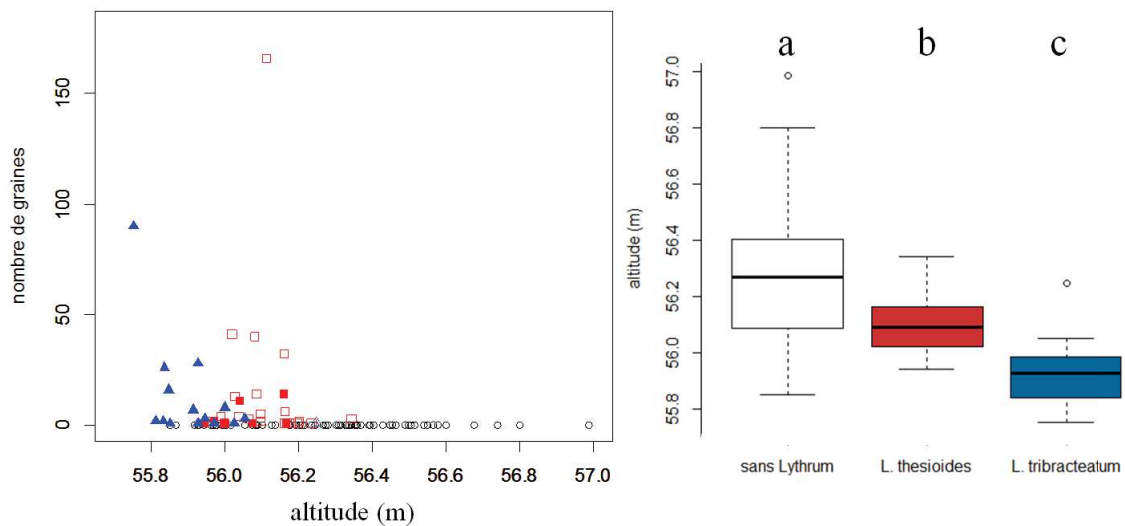 nombre de graines
150
100
50
0
55.8 56.0 56.2 56.4 56.6 56.8 57.0
altitude (m)
a b c
altitude (m)
57.0
56.8
56.6
56.4
56.2
56.0
55.8
sans Lythrum L. thesioides L. tribracteatum